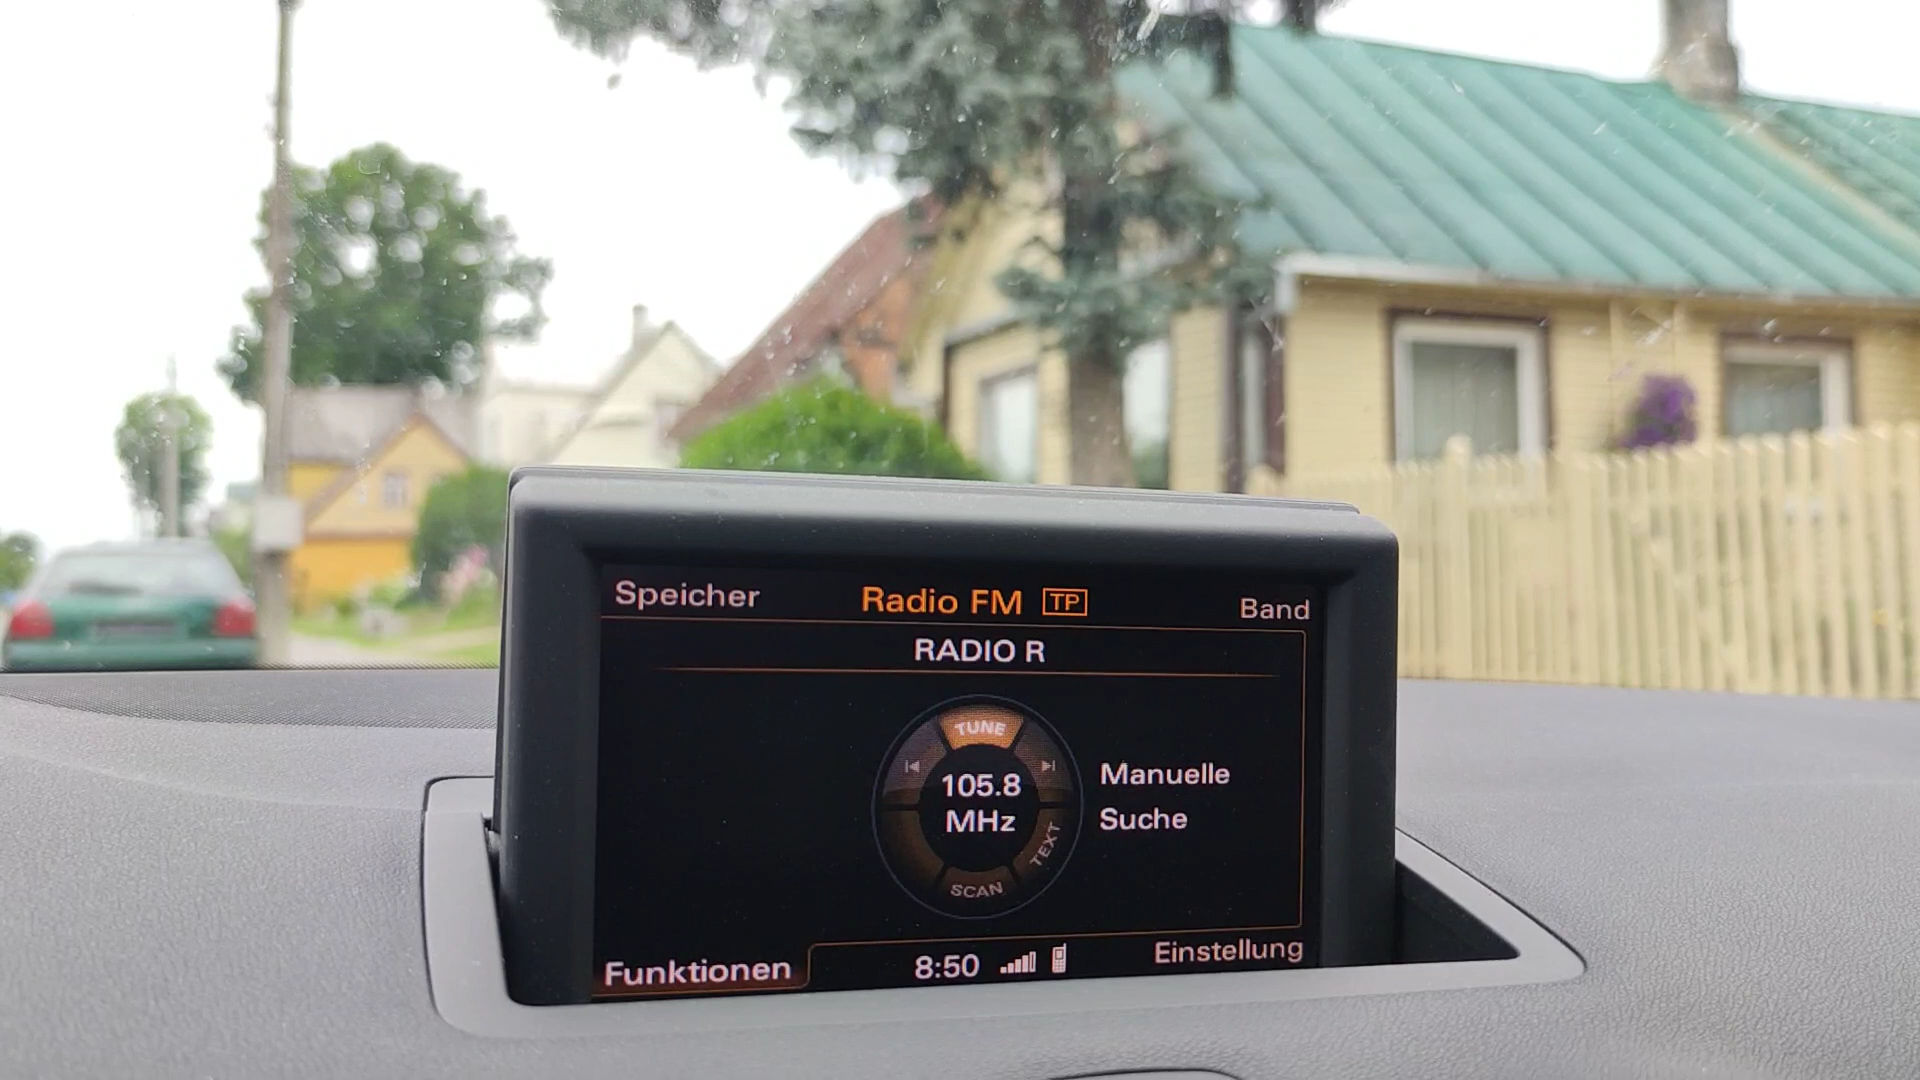 Speicher
Radio FM TP
Band
RADIO R
TUNE
105.8
MHz
TEXT
SCAN
Manuelle
Suche
Funktionen
8:50
Einstellung